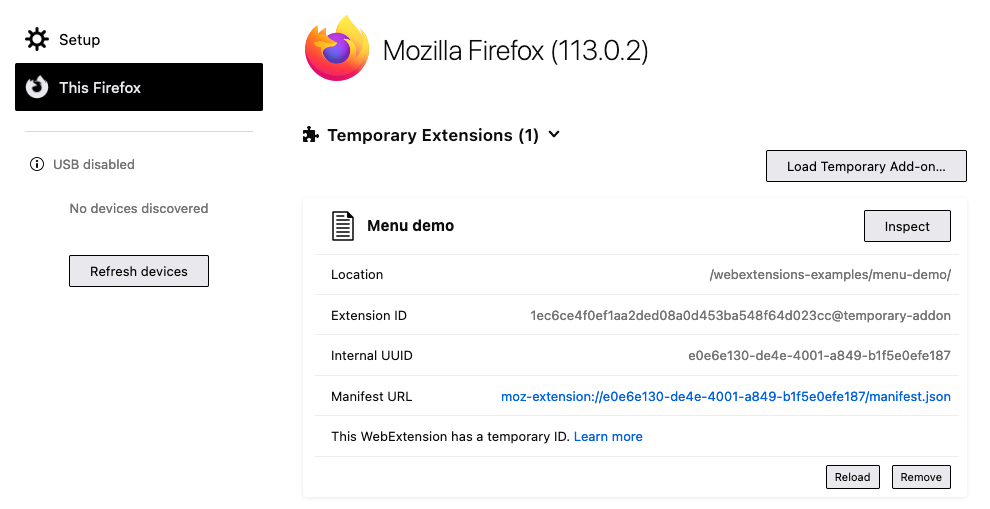 Setup
This Firefox
USB disabled
No devices discovered
Refresh devices
Mozilla Firefox (113.0.2)
Temporary Extensions (1)
Load Temporary Add-on...
Menu demo
Inspect
Location /webextensions-examples/menu-demo/
Extension ID 1ec6ce4f0ef1aa2ded08a0d453ba548f64d023cc@temporary-addon
Internal UUID e0e6e130-de4e-4001-a849-b1f5e0efe187
Manifest URL moz-extension://e0e6e130-de4e-4001-a849-b1f5e0efe187/manifest.json
This WebExtension has a temporary ID. Learn more
Reload Remove